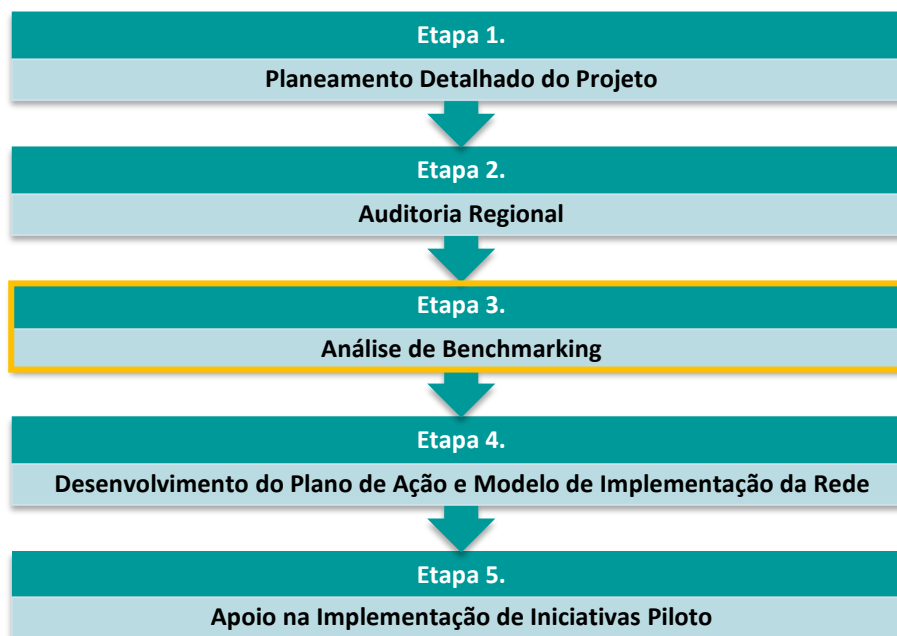 Etapa 1.
Planeamento Detalhado do Projeto
Etapa 2.
Auditoria Regional
Etapa 3.
Análise de Benchmarking
Etapa 4.
Desenvolvimento do Plano de Ação e Modelo de Implementação da Rede
Etapa 5.
Apoio na Implementação de Iniciativas Piloto